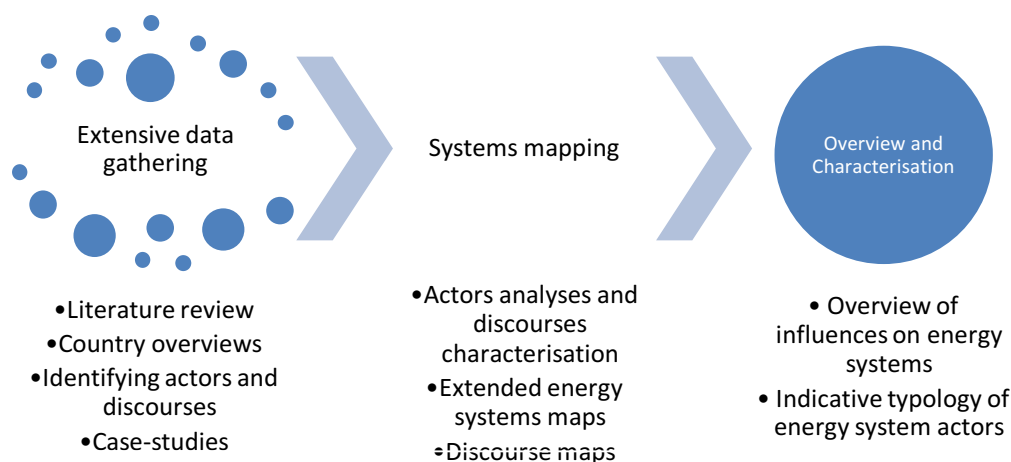 Extensive data
gathering
•Literature review
•Country overviews
•Identifying actors and
discourses
•Case-studies
Systems mapping
•Actors analyses and
discourses
characterisation
•Extended energy
systems maps
•Discourse maps
Overview and
Characterisation
• Overview of
influences on energy
systems
• Indicative typology of
energy system actors